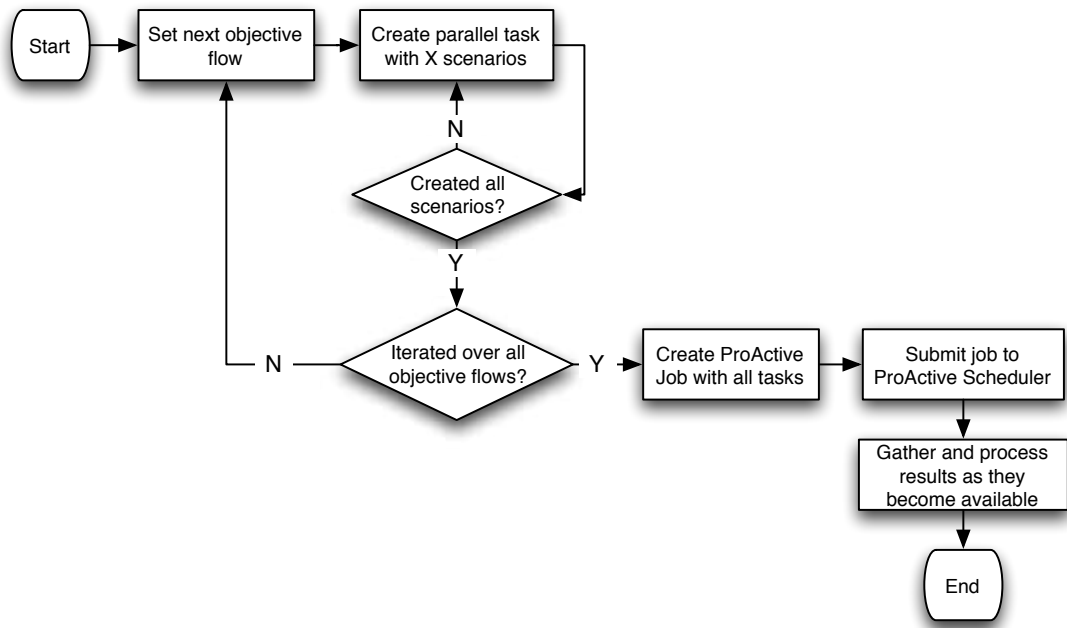 Start
Set next objective
flow
Create parallel task
with X scenarios
N
Created all
scenarios?
Y
Iterated over all
objective flows?
N
Y
Create ProActive
Job with all tasks
Submit job to
ProActive Scheduler
Gather and process
results as they
become available
End